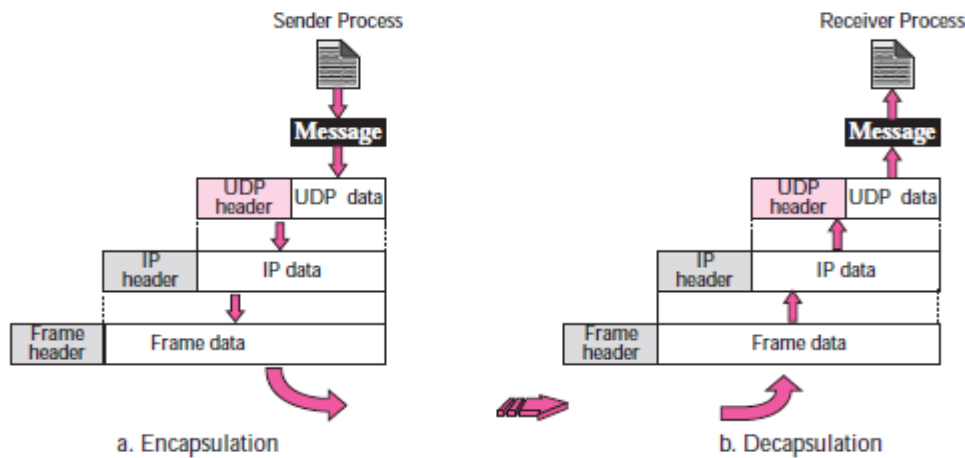 Sender Process
Message
UDP
header
UDP data
IP
header
IP data
Frame
header
Frame data
a. Encapsulation
Receiver Process
Message
UDP
header
UDP data
IP
header
IP data
Frame
header
Frame data
b. Decapsulation